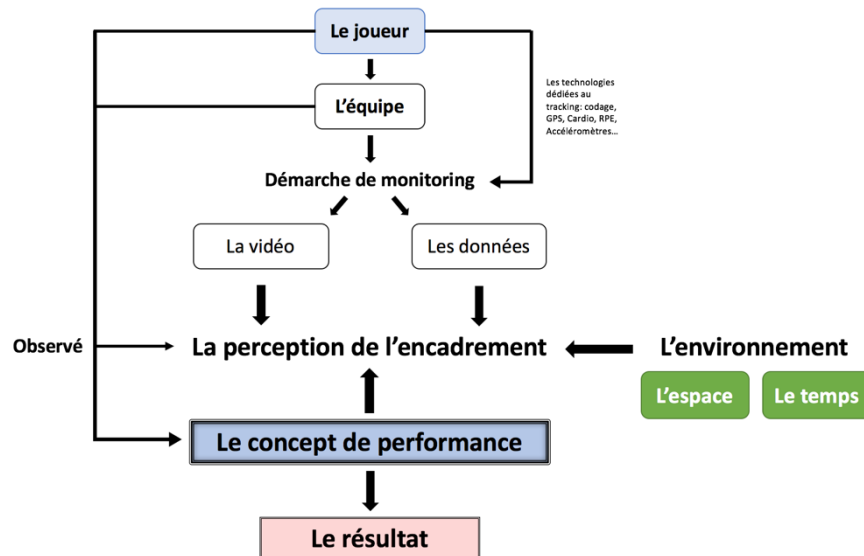 Le joueur
Les technologies
dédiées au
tracking: codage,
GPS, Cardio, RPE,
Accéléromètres...
L'équipe
Démarche de monitoring
La vidéo
Les données
Observé
La perception de l'encadrement
L'environnement
L'espace
Le temps
Le concept de performance
Le résultat